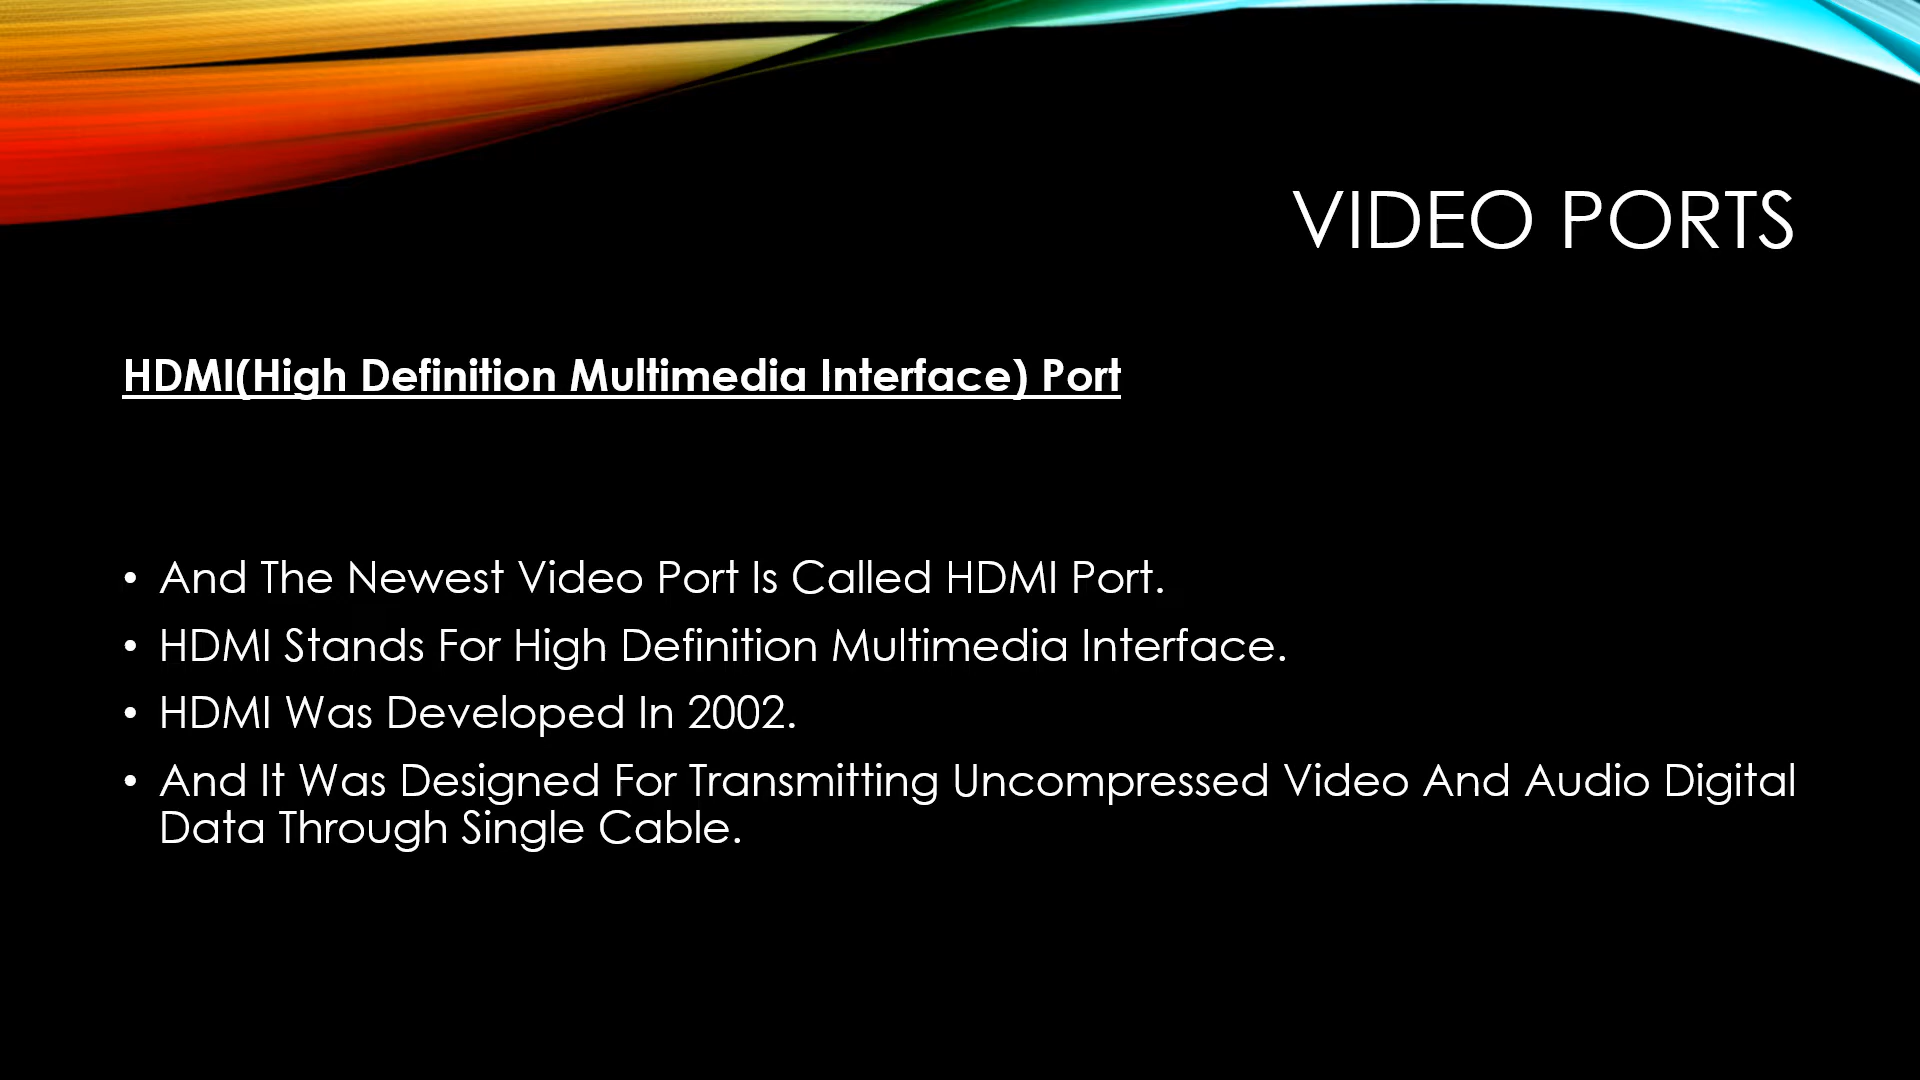 VIDEO PORTS
HDMI(High Definition Multimedia Interface) Port
• And The Newest Video Port Is Called HDMI Port.
• HDMI Stands For High Definition Multimedia Interface.
• HDMI Was Developed In 2002.
• And It Was Designed For Transmitting Uncompressed Video And Audio Digital
Data Through Single Cable.